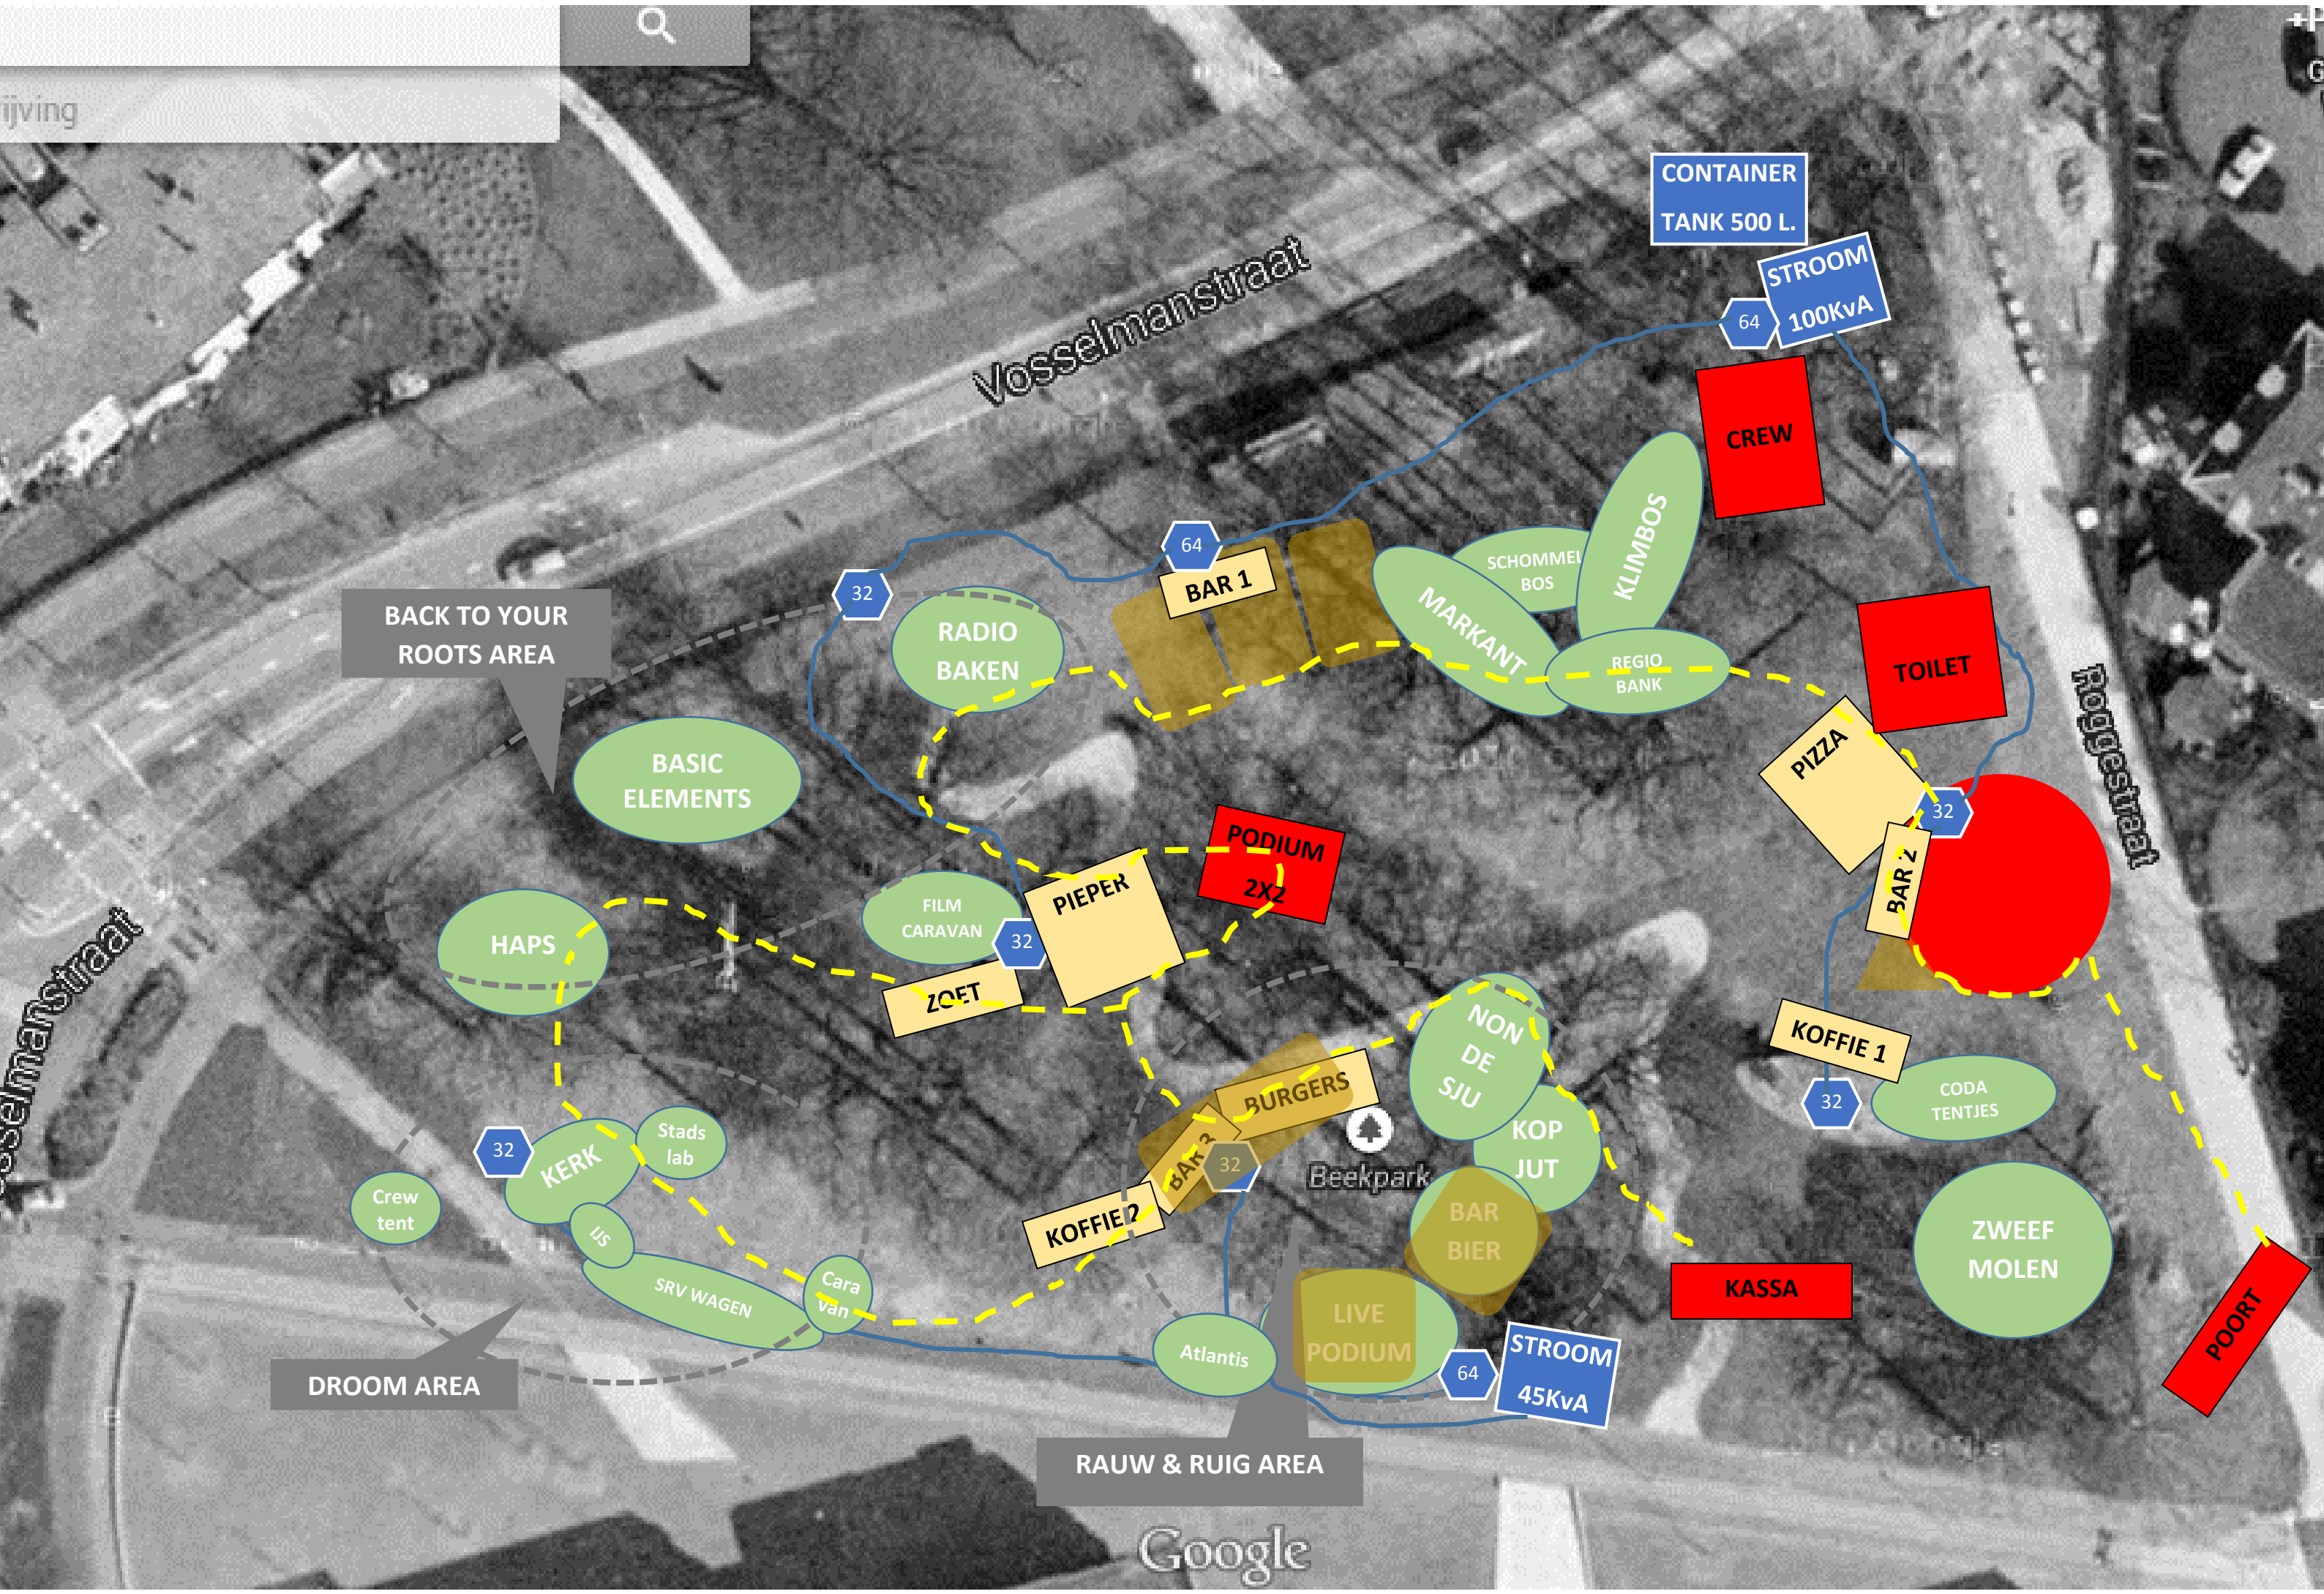 ijving
CONTAINER
TANK 500 L.
STROOM
100KvA
64
Vosselmanstraat
CREW
KLIMBOS
SCHOMMEL
BOS
MARKANT
REGIO
BANK
64
BAR 1
32
RADIO
BAKEN
BACK TO YOUR
ROOTS AREA
BASIC
ELEMENTS
TOILET
Roggestraat
PIZZA
32
BAR 2
PODIUM
2X2
PIEPER
FILM
CARAVAN
32
ZOET
HAPS
sselmanstraat
NON
DE
SJU
KOFFIE 1
32
CODA
TENTJES
BURGERS
BAR 3
32
Beekpark
KOP
JUT
KOFFIE 2
Stads
lab
32
KERK
Crew
tent
IJS
SRV WAGEN
Cara
van
BAR
BIER
ZWEEF
MOLEN
KASSA
POORT
LIVE
PODIUM
Atlantis
64
STROOM
45KvA
DROOM AREA
RAUW & RUIG AREA
Google